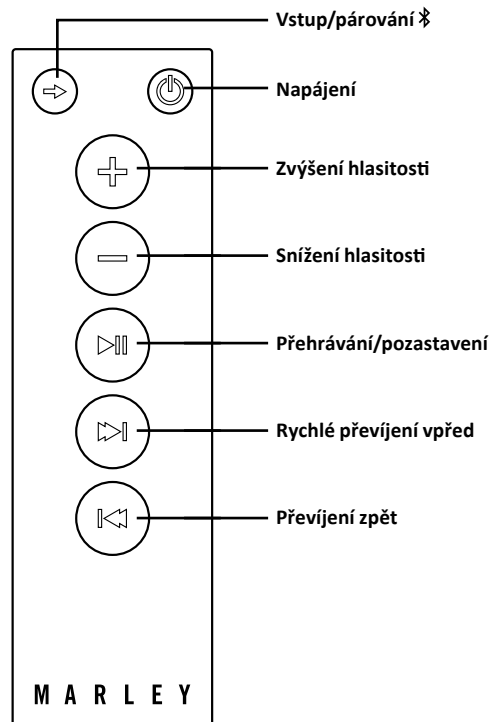 Vstup/párování
Napájení
Zvýšení hlasitosti
Snížení hlasitosti
Přehrávání/pozastavení
Rychlé převíjení vpřed
Převíjení zpět
MARLEY